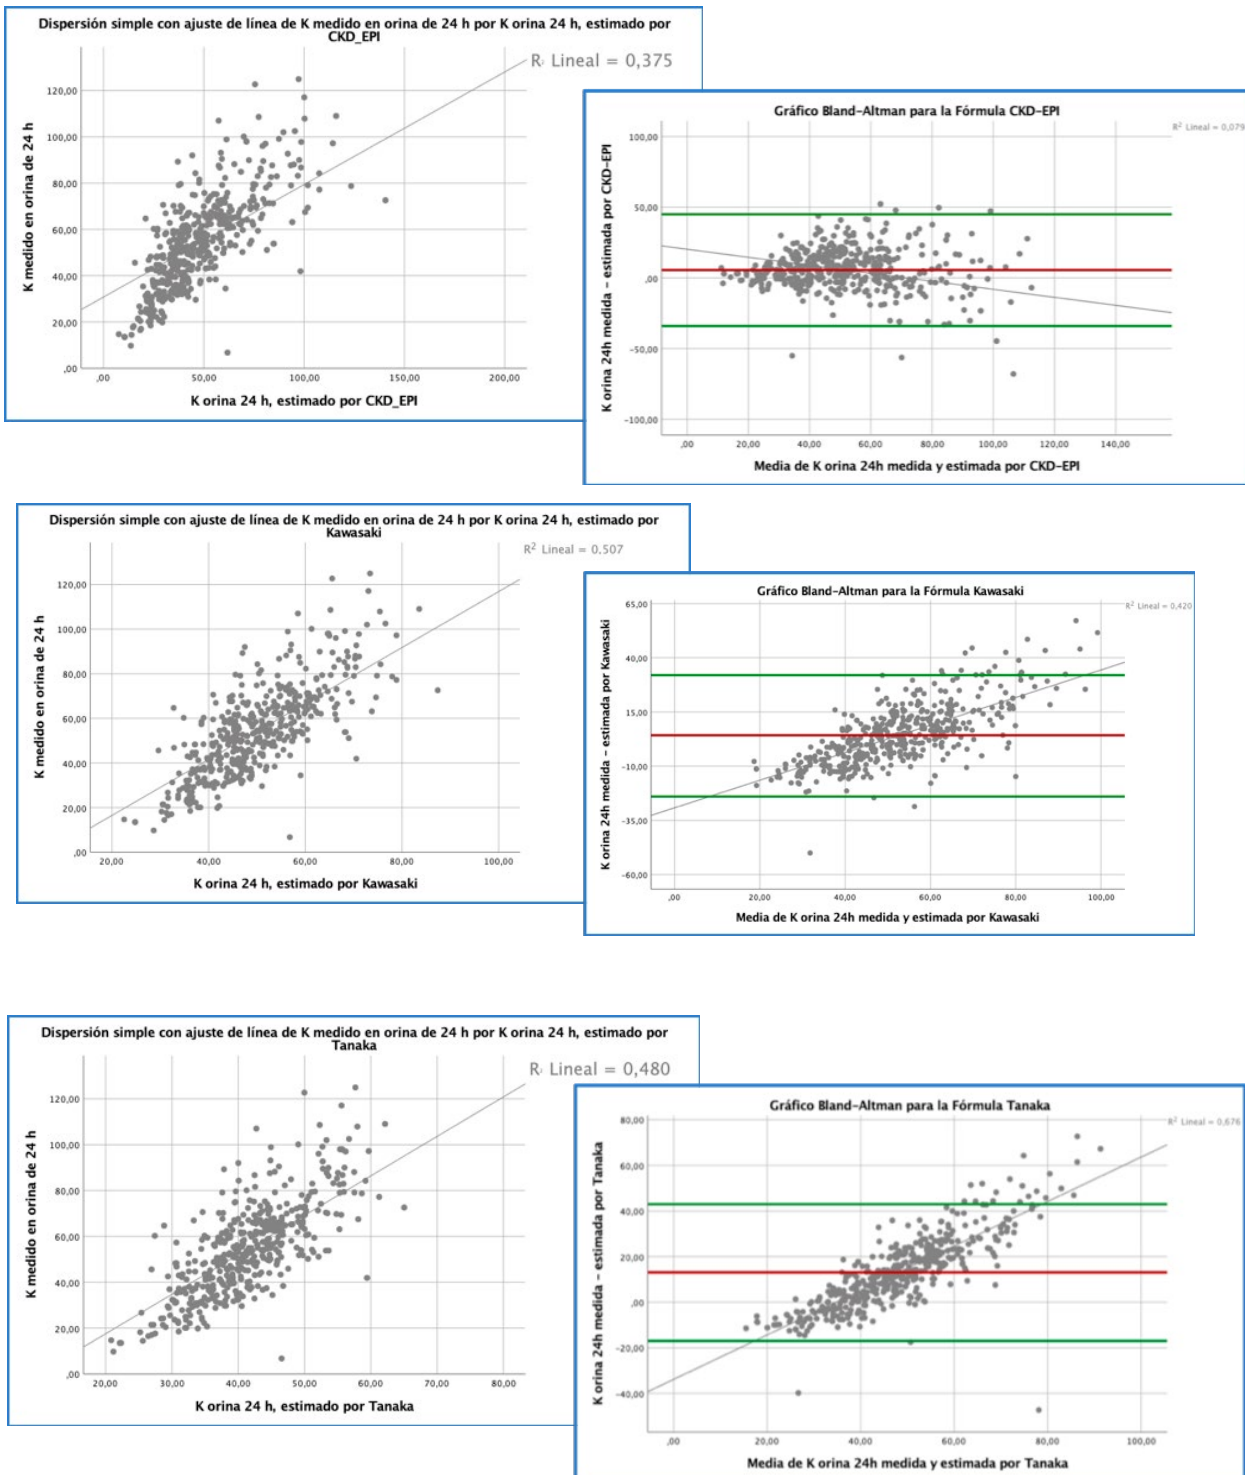 Dispersión simple con ajuste de línea de K medido en orina de 24 h por K orina 24 h, estimado por
CKD_EPI
R² Lineal = 0,375
K medido en orina de 24 h
120,00
100,00
80,00
60,00
40,00
20,00
,00
,00 50,00 100,00 150,00 200,00
K orina 24 h, estimado por CKD_EPI
Gráfico Bland-Altman para la Fórmula CKD-EPI
R² Lineal = 0,079
K orina 24h medida - estimada por CKD-EPI
100,00
50,00
,00
-50,00
-100,00
,00 20,00 40,00 60,00 80,00 100,00 120,00 140,00
Media de K orina 24h medida y estimada por CKD-EPI
Dispersión simple con ajuste de línea de K medido en orina de 24 h por K orina 24 h, estimado por
Kawasaki
R² Lineal = 0,507
K medido en orina de 24 h
120,00
100,00
80,00
60,00
40,00
20,00
,00
20,00 40,00 60,00 80,00 100,00
K orina 24 h, estimado por Kawasaki
Gráfico Bland-Altman para la Fórmula Kawasaki
R² Lineal = 0,420
K orina 24h medida - estimada por Kawasaki
65,00
40,00
15,00
-10,00
-35,00
-60,00
,00 20,00 40,00 60,00 80,00 100,00
Media de K orina 24h medida y estimada por Kawasaki
Dispersión simple con ajuste de línea de K medido en orina de 24 h por K orina 24 h, estimado por
Tanaka
R² Lineal = 0,480
K medido en orina de 24 h
120,00
100,00
80,00
60,00
40,00
20,00
,00
20,00 30,00 40,00 50,00 60,00 70,00 80,00
K orina 24 h, estimado por Tanaka
Gráfico Bland-Altman para la Fórmula Tanaka
R² Lineal = 0,676
K orina 24h medida - estimada por Tanaka
80,00
60,00
40,00
20,00
,00
-20,00
-40,00
,00 20,00 40,00 60,00 80,00 100,00
Media de K orina 24h medida y estimada por Tanaka